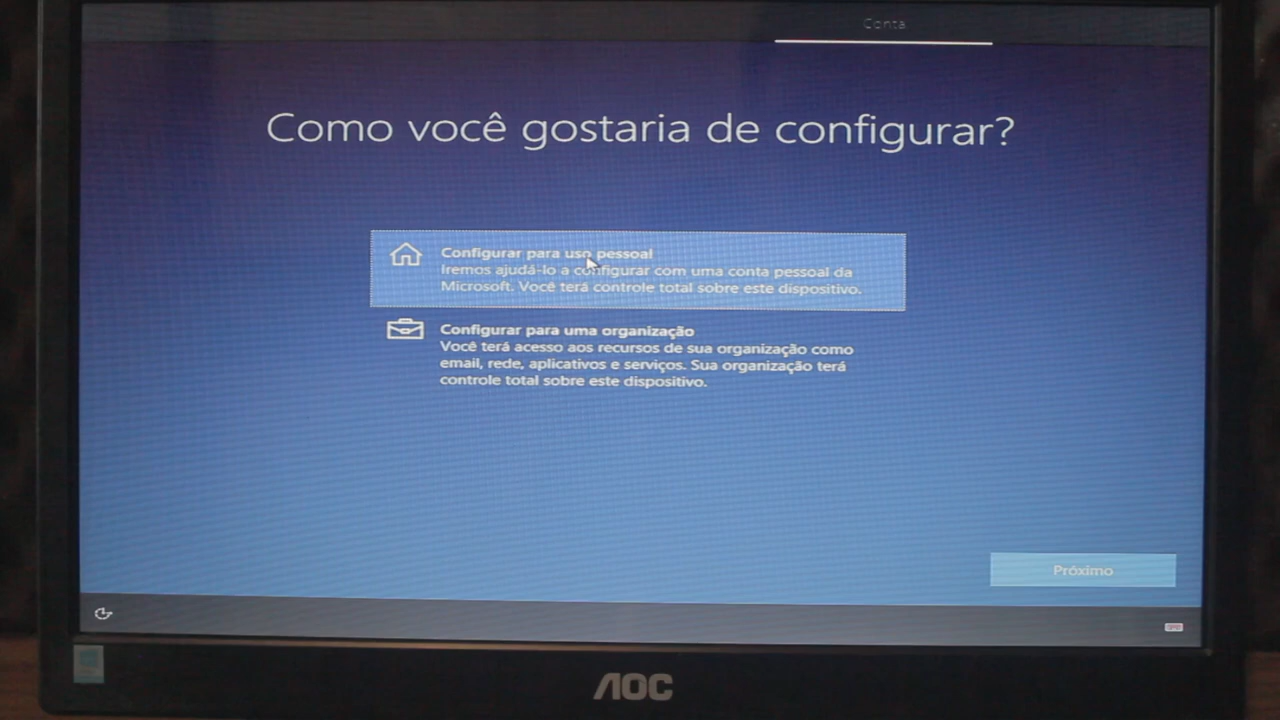 Conta
Como você gostaria de configurar?
Configurar para uso pessoal
Iremos ajudá-lo a configurar com uma conta pessoal da
Microsoft. Você terá controle total sobre este dispositivo.
Configurar para uma organização
Você terá acesso aos recursos de sua organização como
email, rede, aplicativos e serviços. Sua organização terá
controle total sobre este dispositivo.
Próximo
AOC